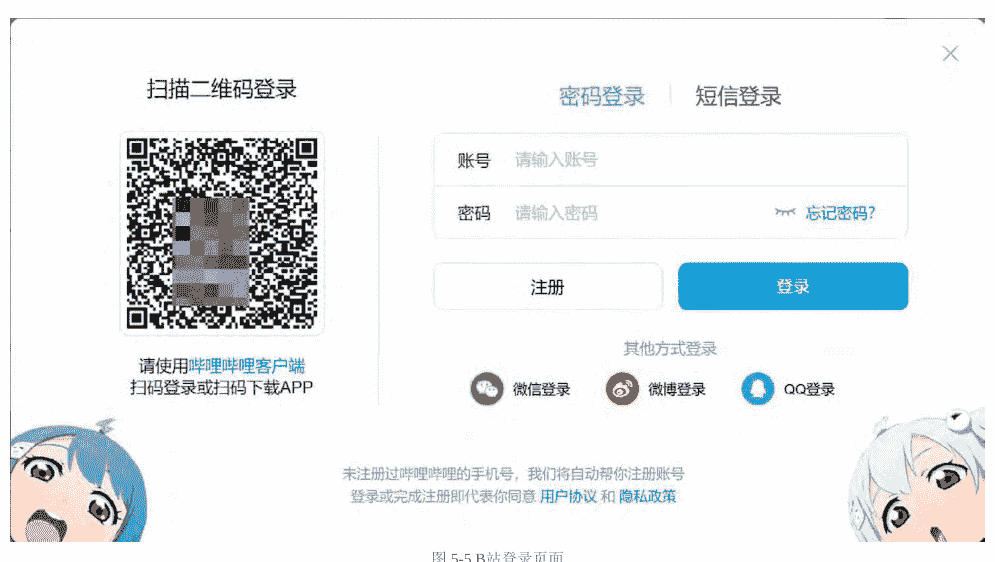 扫描二维码登录
请使用哔哩哔哩客户端
扫码登录或扫码下载APP
密码登录 短信登录
账号 请输入账号
密码 请输入密码 忘记密码?
注册 登录
其他方式登录
微信登录 微博登录 QQ登录
未注册过哔哩哔哩的手机号，我们将自动帮你注册账号
登录或完成注册即代表你同意 用户协议 和 隐私政策
图 5-5 B站登录页面